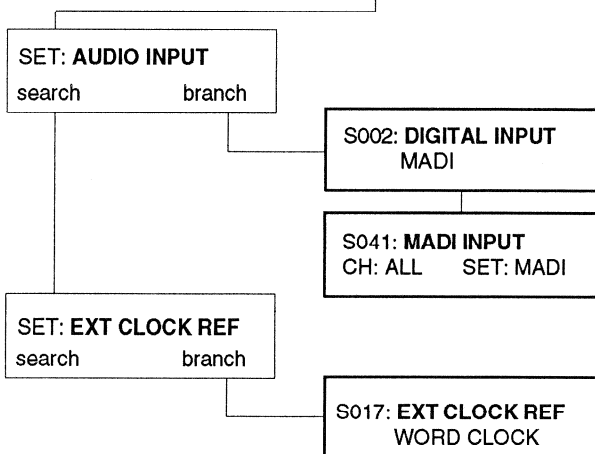 SET: AUDIO INPUT
search branch
S002: DIGITAL INPUT
MADI
S041: MADI INPUT
CH: ALL SET: MADI
SET: EXT CLOCK REF
search branch
S017: EXT CLOCK REF
WORD CLOCK